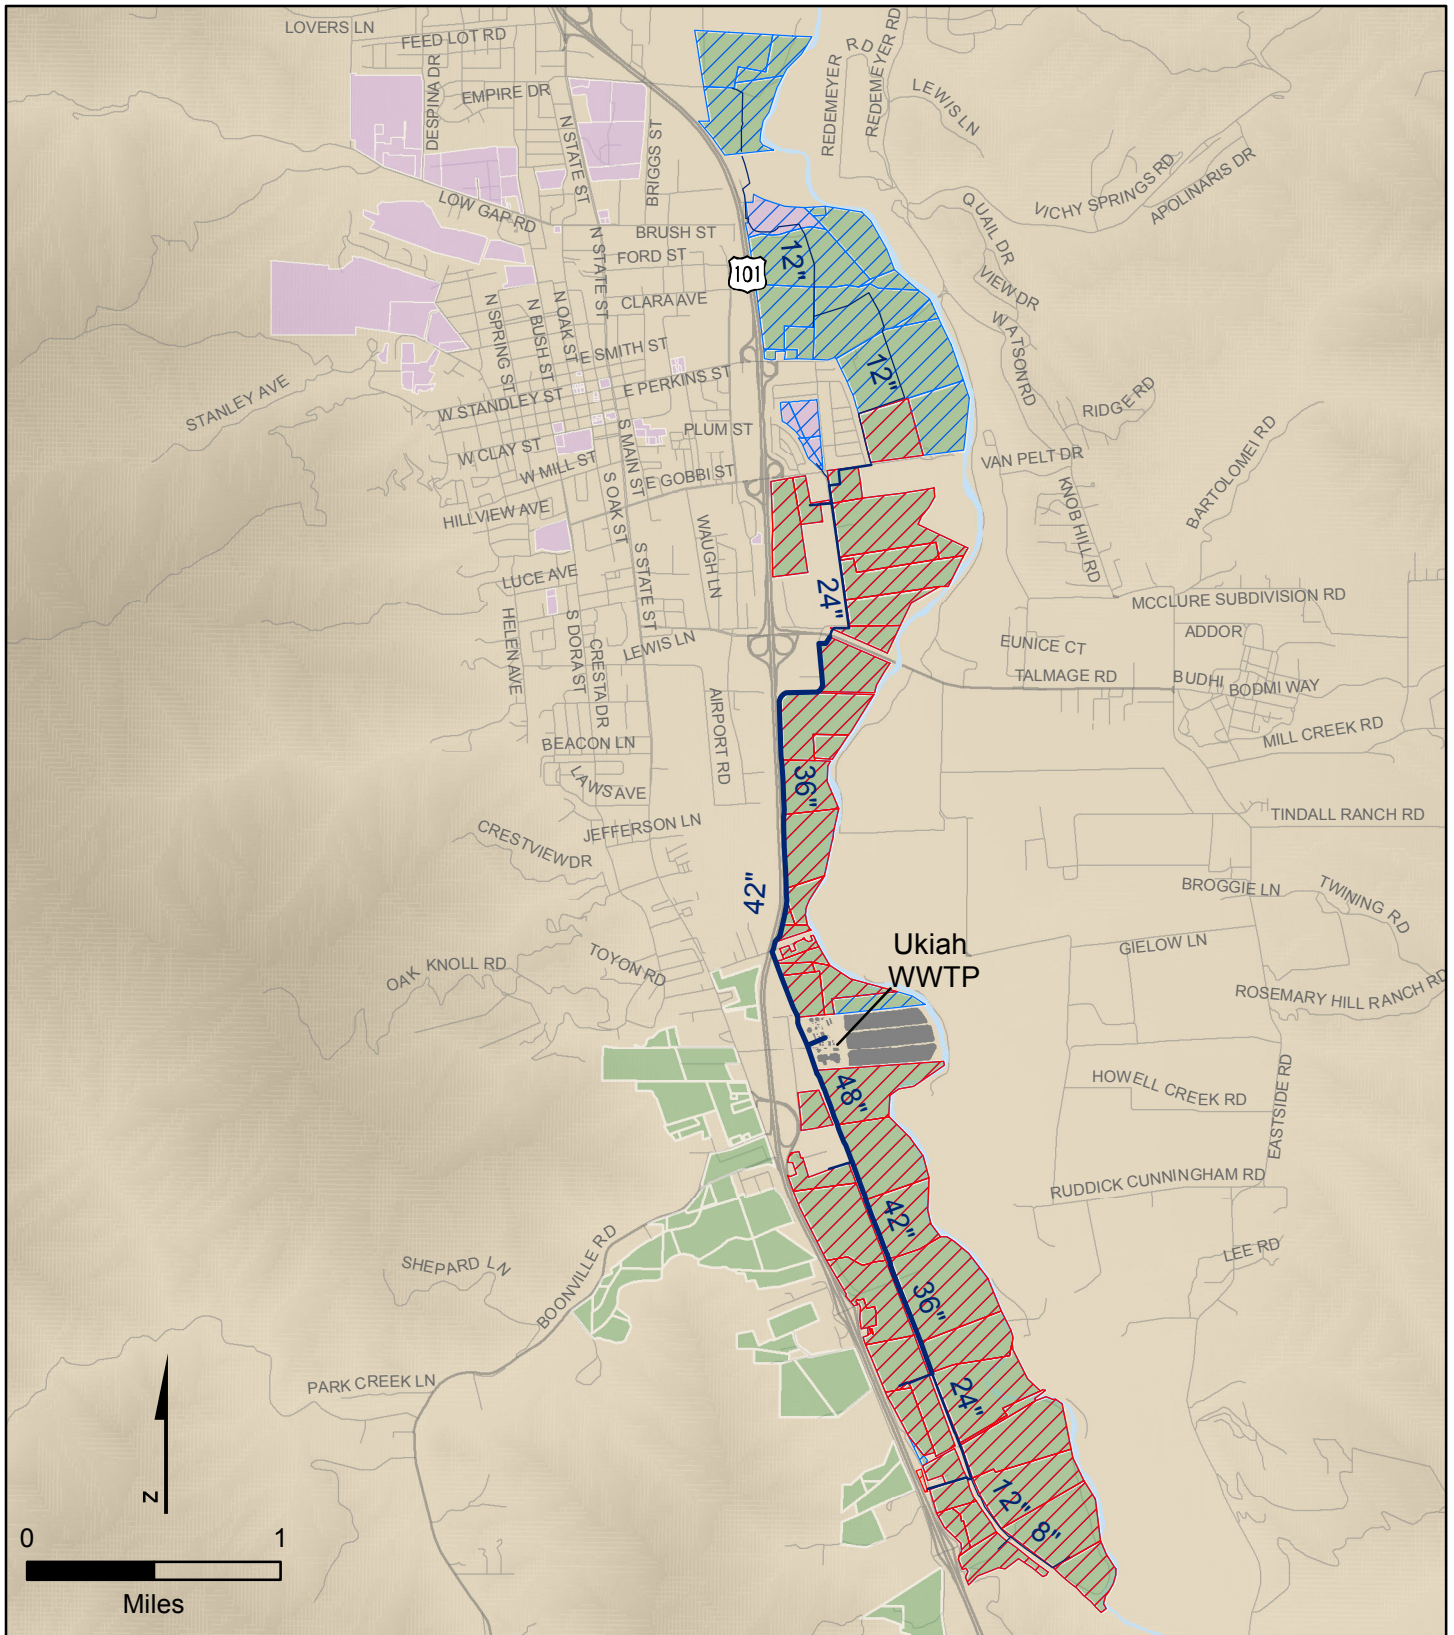 LOVERS LN
FEED LOT RD
DESPINA DR
EMPIRE DR
N STATE ST
BRIGGS ST
LOW GAP RD
BRUSH ST
FORD ST
N STATE ST
CLARA AVE
101
REDEMEYER RD
REDEMEYER RD
LEWIS LN
VICHY SPRINGS RD
APOLINARIS DR
QUAIL DR
VIEW DR
WATSON RD
RIDGE RD
12"
12"
N SPRING ST
N BUSH ST
N OAK ST
E SMITH ST
E PERKINS ST
STANLEY AVE
W STANDLEY ST
W CLAY ST
W MILL ST
S MAIN ST
PLUM ST
E GOBBI ST
HILLVIEW AVE
S OAK ST
WAUGH LN
VAN PELT DR
KNOB HILL RD
BARTOLOMEI RD
LUCE AVE
HELEN AVE
S DORA ST
CRESTA DR
S STATE ST
LEWIS LN
24"
MCCLURE SUBDIVISION RD
ADDOR
EUNICE CT
TALMAGE RD
BUDHI
BODMI WAY
MILL CREEK RD
AIRPORT RD
BEACON LN
LAWS AVE
36"
JEFFERSON LN
CRESTVIEW DR
TINDALL RANCH RD
42"
BROGGIE LN
TWINING RD
GIELOW LN
Ukiah
WWTP
OAK KNOLL RD
TOYON RD
ROSEMARY HILL RANCH RD
48"
HOWELL CREEK RD
EASTSIDE RD
RUDDICK CUNNINGHAM RD
42"
LEE RD
SHEPARD LN
BOONVILLE RD
36"
PARK CREEK LN
24"
12"
8"
N
0
1
Miles